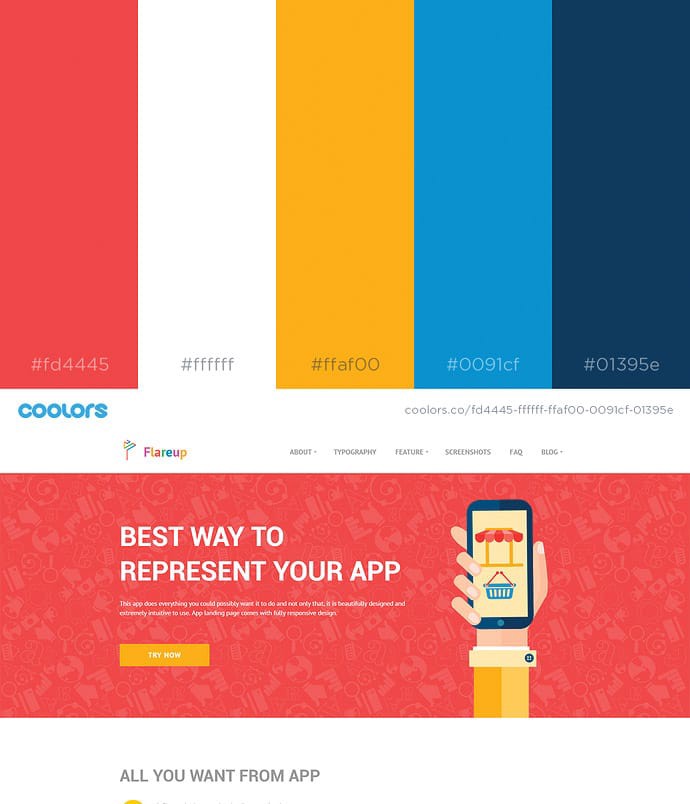 #fd4445
#ffffff
#ffaf00
#0091cf
#01395e
coolors
coolors.co/fd4445-ffffff-ffaf00-0091cf-01395e
Flareup
ABOUT
TYPOGRAPHY
FEATURE
SCREENSHOTS
FAQ
BLOG
BEST WAY TO
REPRESENT YOUR APP
This app does everything you could possibly want it to do and not only that, it is beautifully designed and
extremely intuitive to use. App landing page comes with fully responsive design.
TRY NOW
ALL YOU WANT FROM APP